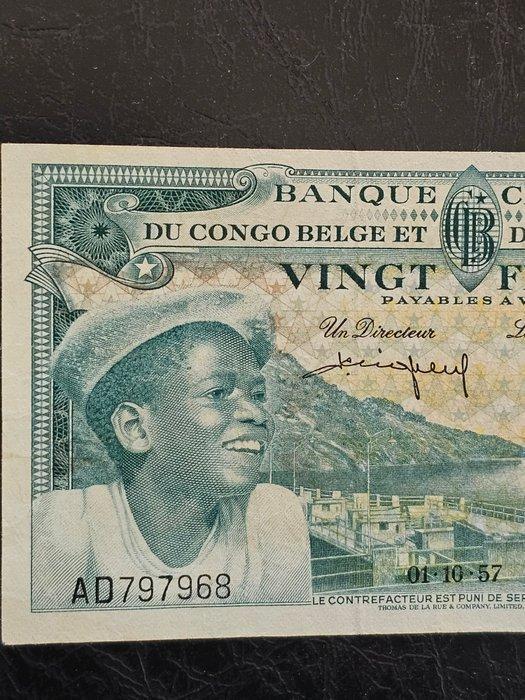 BANQUE C
DU CONGO BELGE ET D
CB
VINGT F
PAYABLES A V
Un Directeur
L
01·10·57
AD797968
LE CONTREFACTEUR EST PUNI DE SER
THOMAS DE LA RUE & COMPANY, LIMITED,